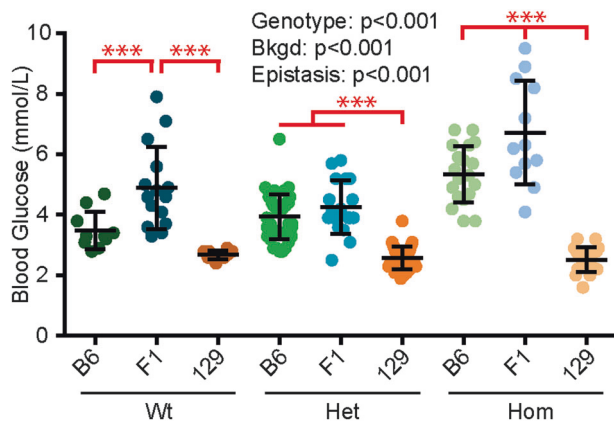 Genotype: p<0.001
Bkgd: p<0.001
Epistasis: p<0.001
*** *** *** ***
Blood Glucose (mmol/L)
10
8
6
4
2
0
B6 F1 129 B6 F1 129 B6 F1 129
Wt Het Hom